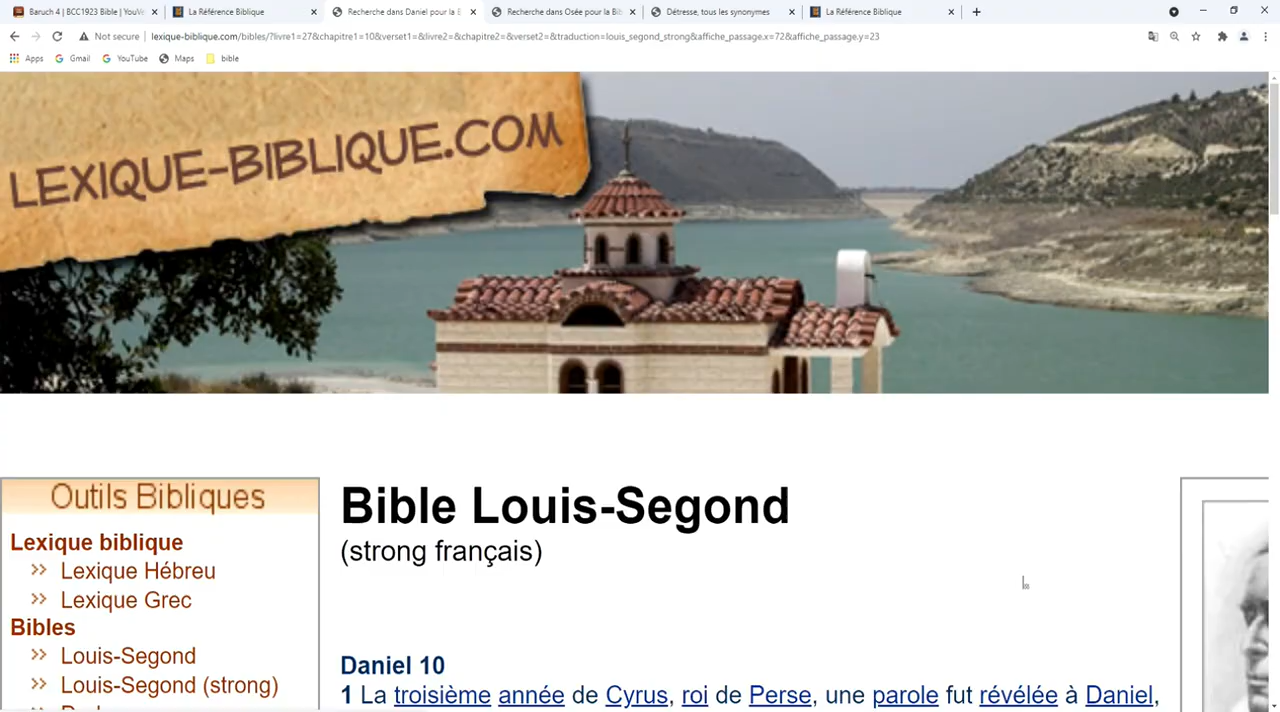 Baruch 4 | BCC1923 Bible | YouV
La Référence Biblique
Recherche dans Daniel pour la B
Recherche dans Osée pour la Bib
Détresse, tous les synonymes
La Référence Biblique
Not secure | lexique-biblique.com/bibles/?livre1=27&chapitre1=10&verset1=&livre2=&chapitre2=&verset2=&traduction=louis_segond_strong&affiche_passage.x=72&affiche_passage.y=23
Apps Gmail YouTube Maps bible
LEXIQUE-BIBLIQUE.COM
Outils Bibliques
Lexique biblique
>> Lexique Hébreu
>> Lexique Grec
Bibles
>> Louis-Segond
>> Louis-Segond (strong)
Bible Louis-Segond
(strong français)
Daniel 10
1 La troisième année de Cyrus, roi de Perse, une parole fut révélée à Daniel,